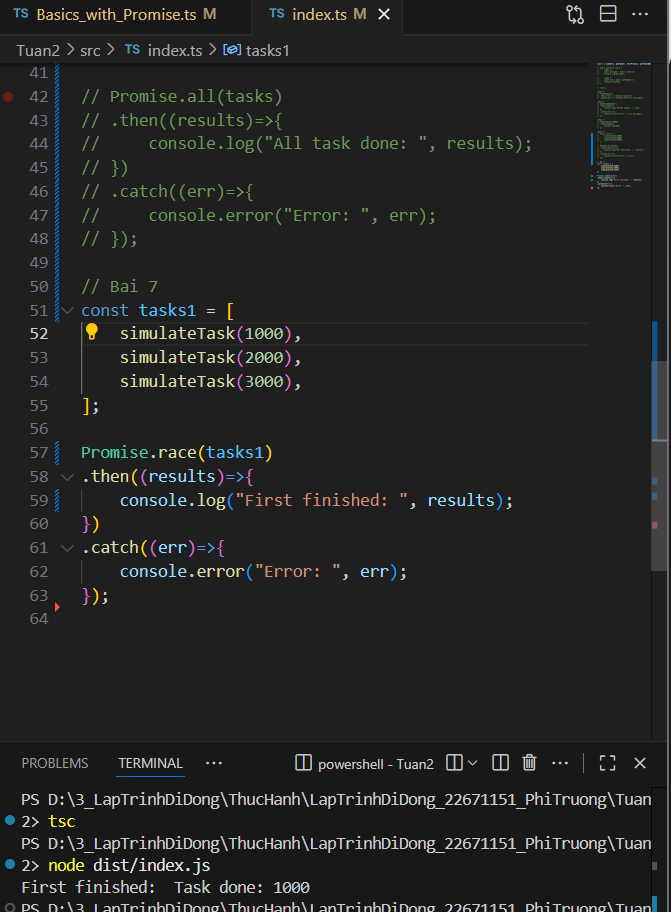 TS Basics_with_Promise.ts M
TS index.ts M
Tuan2 > src > TS index.ts > tasks1
41
42 // Promise.all(tasks)
43 // .then((results)=>{
44 //     console.log("All task done: ", results);
45 // })
46 // .catch((err)=>{
47 //     console.error("Error: ", err);
48 // });
49
50 // Bai 7
51 const tasks1 = [
52     simulateTask(1000),
53     simulateTask(2000),
54     simulateTask(3000),
55 ];
56
57 Promise.race(tasks1)
58 .then((results)=>{
59     console.log("First finished: ", results);
60 })
61 .catch((err)=>{
62     console.error("Error: ", err);
63 });
64
PROBLEMS TERMINAL ··· powershell - Tuan2 ···
PS D:\3_LapTrinhDiDong\ThucHanh\LapTrinhDiDong_22671151_PhiTruong\Tuan
2> tsc
PS D:\3_LapTrinhDiDong\ThucHanh\LapTrinhDiDong_22671151_PhiTruong\Tuan
2> node dist/index.js
First finished:  Task done: 1000
PS D:\3_LapTrinhDiDong\ThucHanh\LapTrinhDiDong_22671151_PhiTruong\Tuan